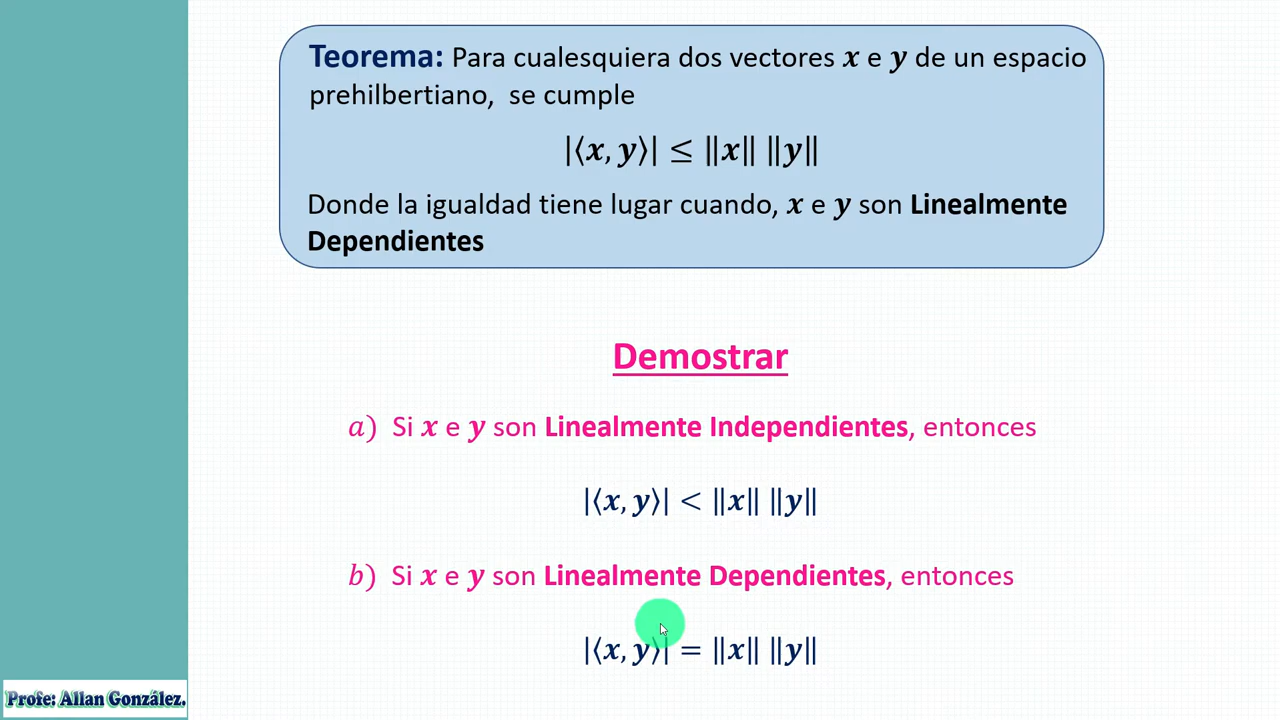 Teorema: Para cualesquiera dos vectores x e y de un espacio
prehilbertiano, se cumple
|⟨x, y⟩| ≤ ‖x‖ ‖y‖
Donde la igualdad tiene lugar cuando, x e y son Linealmente
Dependientes
Demostrar
a) Si x e y son Linealmente Independientes, entonces
|⟨x, y⟩| < ‖x‖ ‖y‖
b) Si x e y son Linealmente Dependientes, entonces
|⟨x, y⟩| = ‖x‖ ‖y‖
Profe: Allan González.